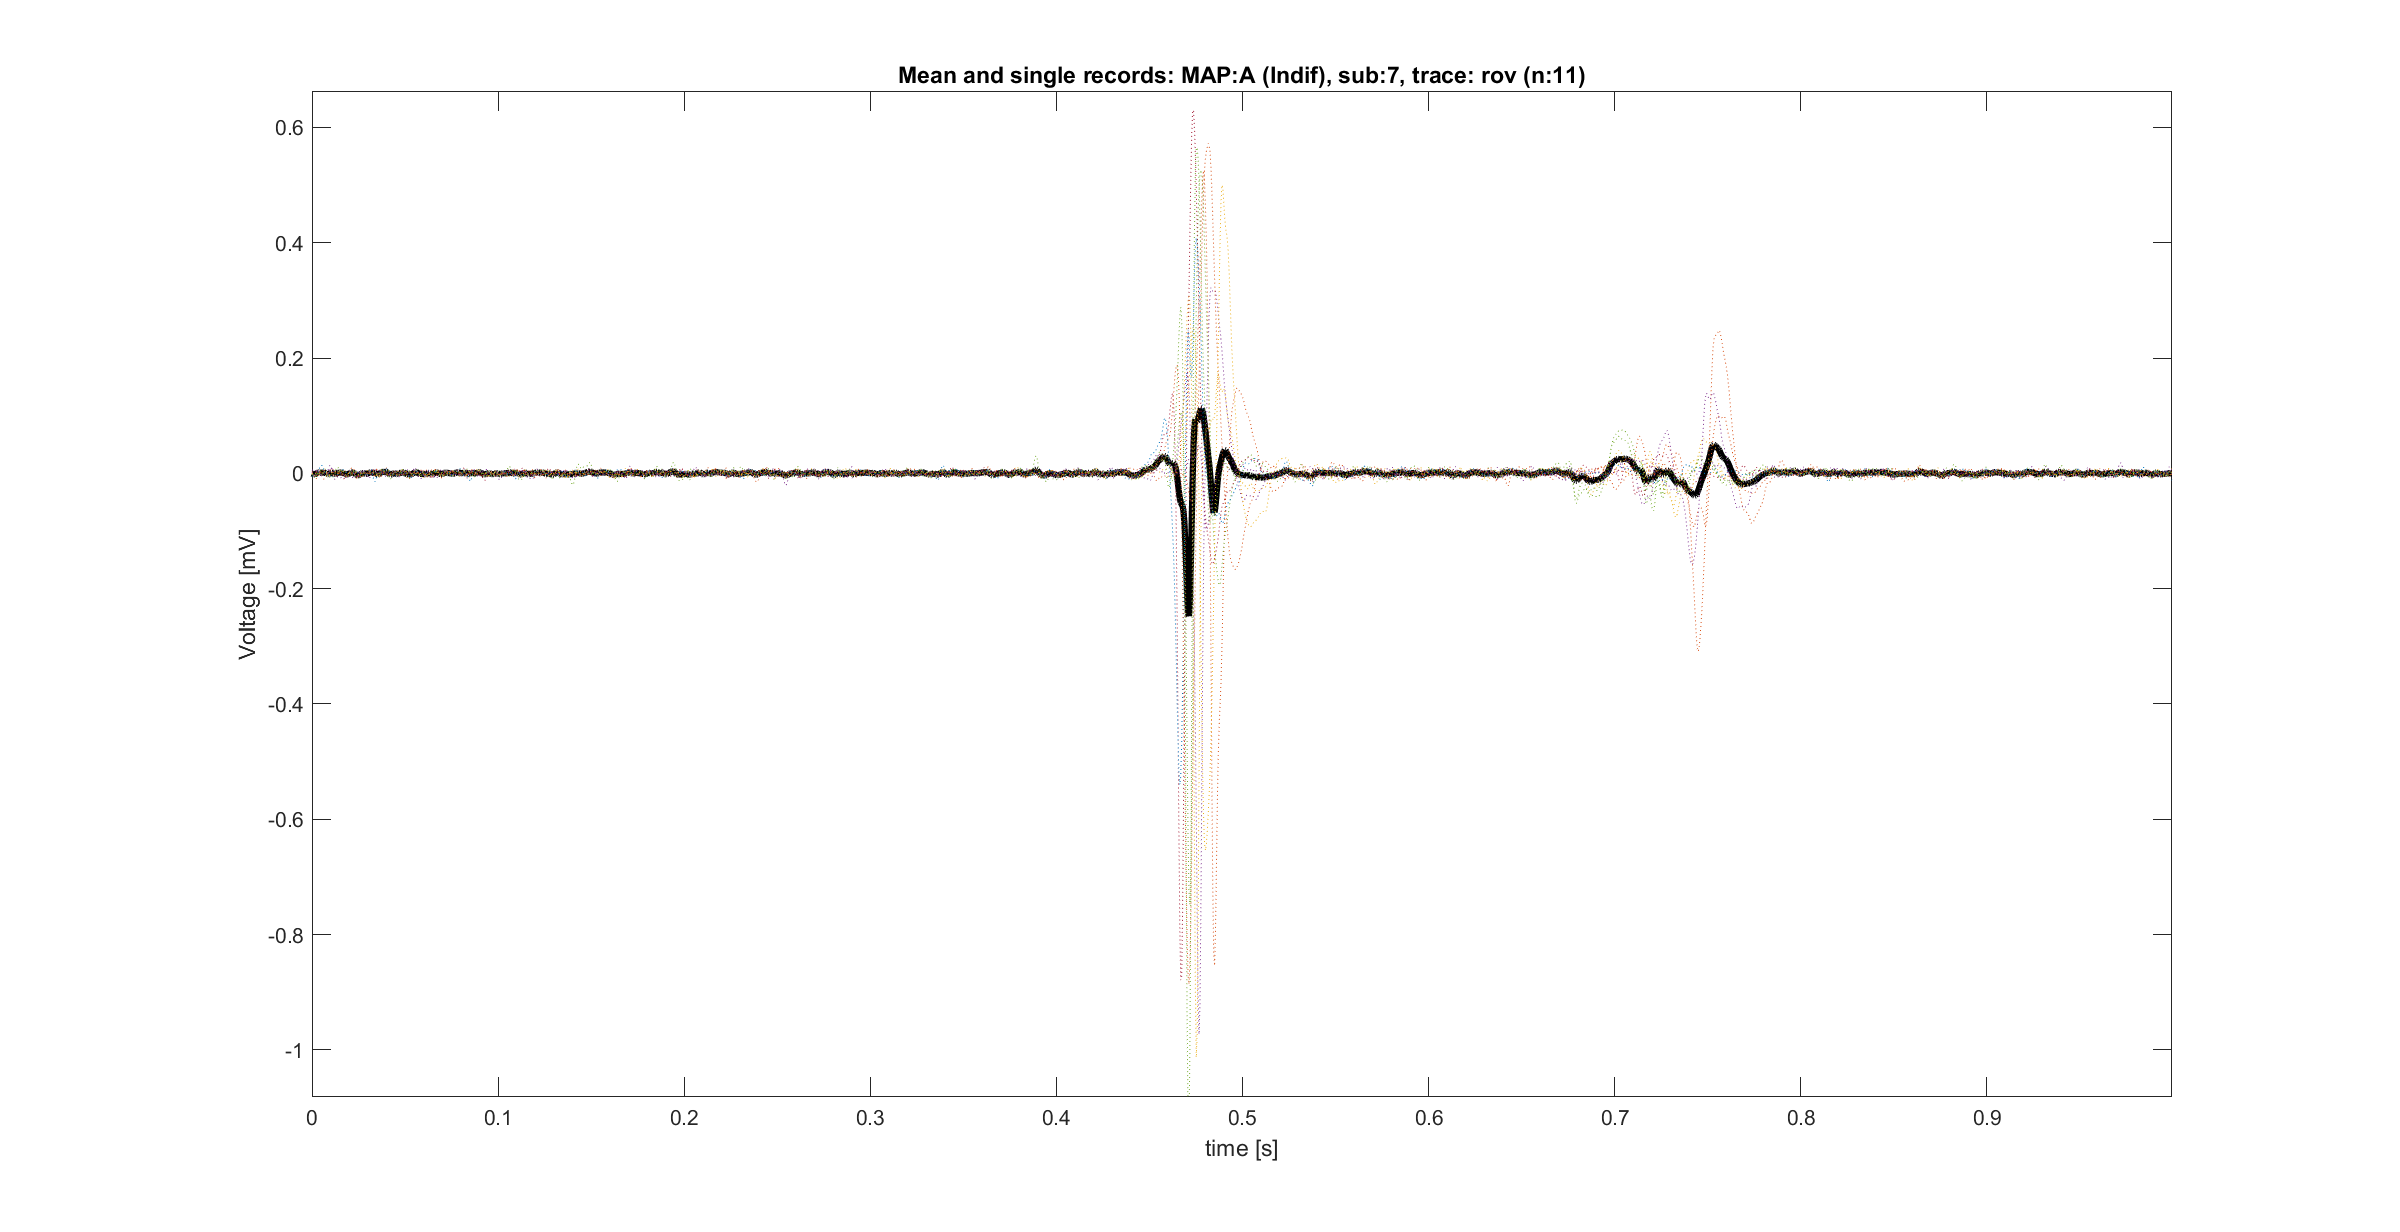 Mean and single records: MAP:A (Indif), sub:7, trace: rov (n:11)
0.6
0.4
0.2
0
-0.2
-0.4
-0.6
-0.8
-1
Voltage [mV]
0 0.1 0.2 0.3 0.4 0.5 0.6 0.7 0.8 0.9
time [s]